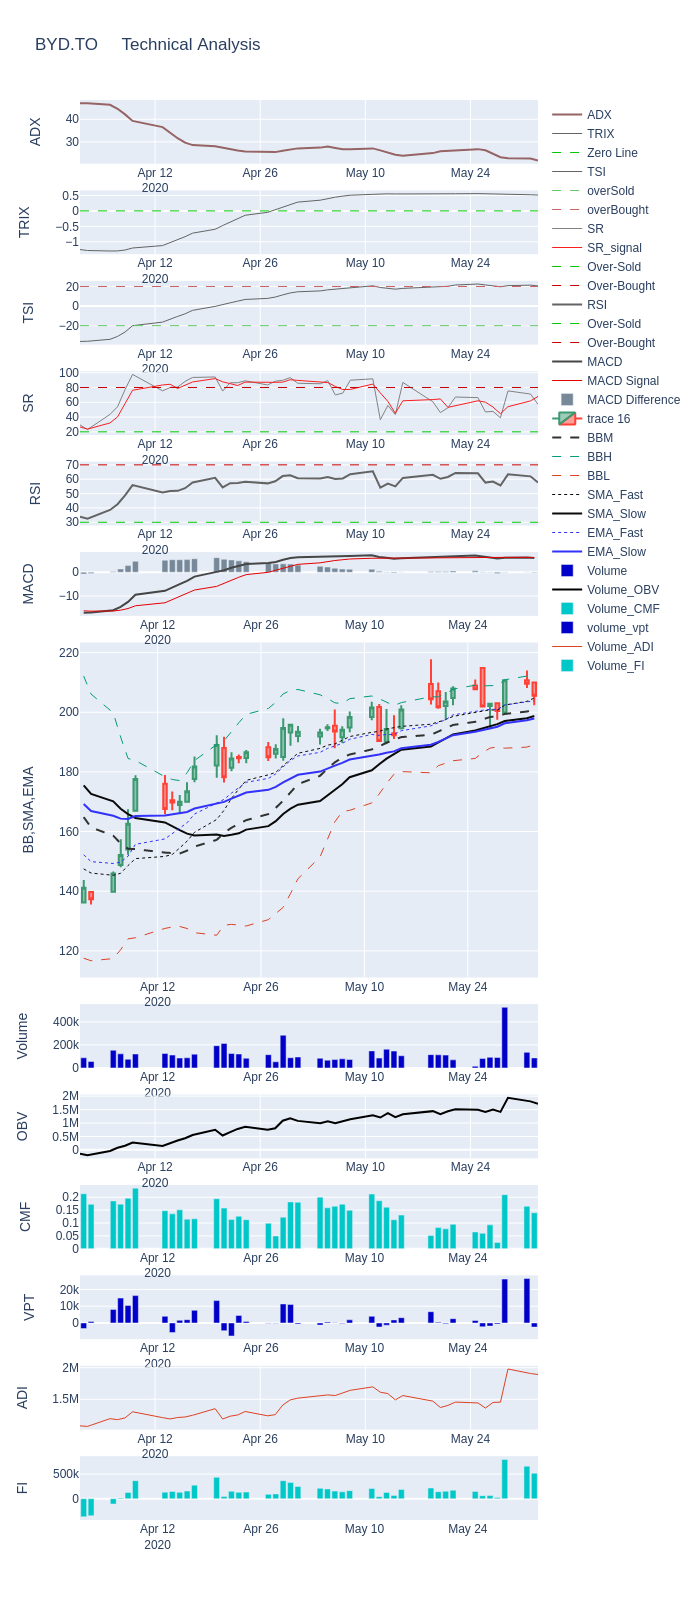 BYD.TO Technical Analysis
ADX
40
30
Apr 12
2020
Apr 26
May 10
May 24
TRIX
0.5
0
−0.5
−1
Apr 12
2020
Apr 26
May 10
May 24
TSI
20
0
−20
Apr 12
2020
Apr 26
May 10
May 24
SR
100
80
60
40
20
Apr 12
2020
Apr 26
May 10
May 24
RSI
70
60
50
40
30
Apr 12
2020
Apr 26
May 10
May 24
MACD
0
−10
Apr 12
2020
Apr 26
May 10
May 24
BB,SMA,EMA
220
200
180
160
140
120
Apr 12
2020
Apr 26
May 10
May 24
Volume
400k
200k
0
Apr 12
2020
Apr 26
May 10
May 24
OBV
2M
1.5M
1M
0.5M
0
Apr 12
2020
Apr 26
May 10
May 24
CMF
0.2
0.15
0.1
0.05
0
Apr 12
2020
Apr 26
May 10
May 24
VPT
20k
10k
0
Apr 12
2020
Apr 26
May 10
May 24
ADI
2M
1.5M
Apr 12
2020
Apr 26
May 10
May 24
FI
500k
0
Apr 12
2020
Apr 26
May 10
May 24
ADX
TRIX
Zero Line
TSI
overSold
overBought
SR
SR_signal
Over-Sold
Over-Bought
RSI
Over-Sold
Over-Bought
MACD
MACD Signal
MACD Difference
trace 16
BBM
BBH
BBL
SMA_Fast
SMA_Slow
EMA_Fast
EMA_Slow
Volume
Volume_OBV
Volume_CMF
volume_vpt
Volume_ADI
Volume_FI